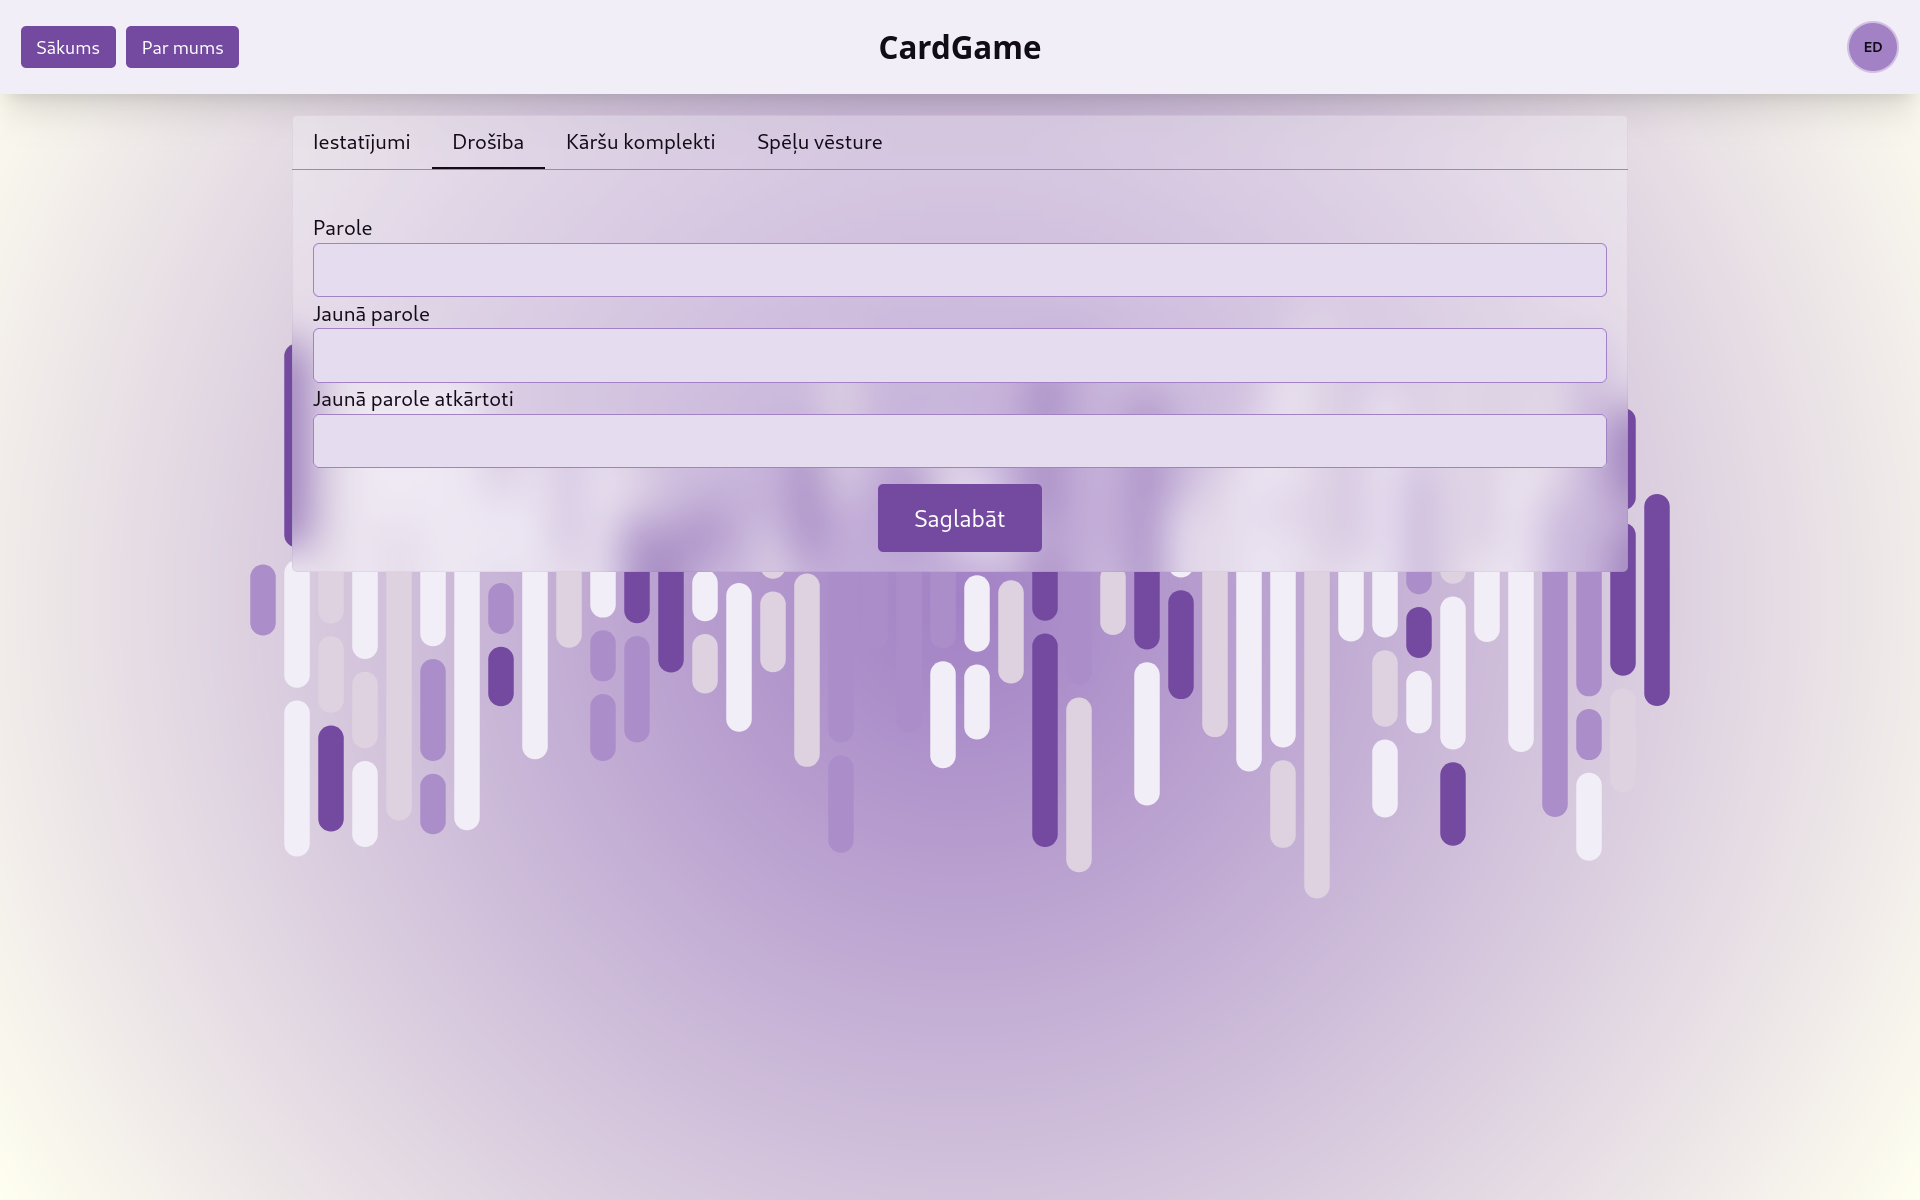 Sākums Par mums CardGame ED
Iestatījumi Drošība Kāršu komplekti Spēļu vēsture
Parole
Jaunā parole
Jaunā parole atkārtoti
Saglabāt